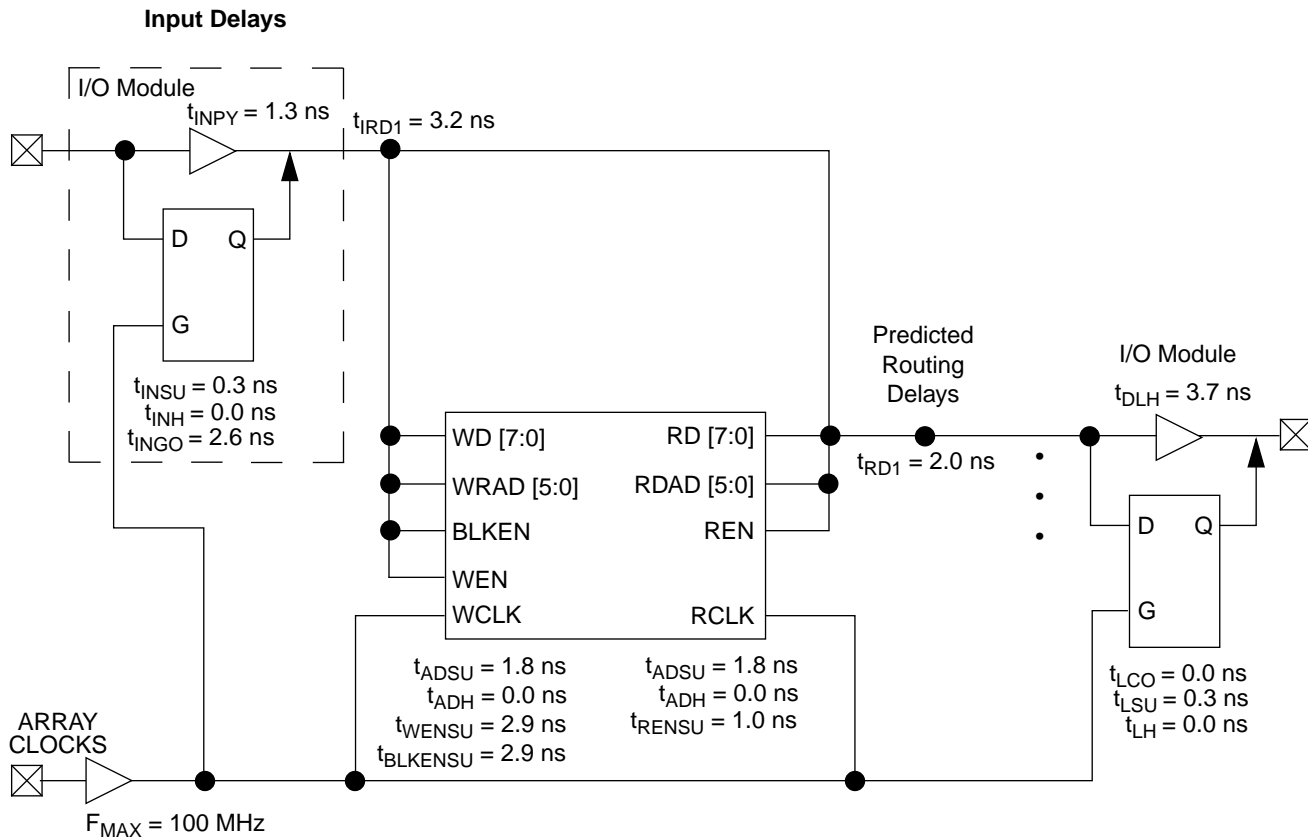 Input Delays
I/O Module
tINPY = 1.3 ns
tIRD1 = 3.2 ns
D Q
G
tINSU = 0.3 ns
tINH = 0.0 ns
tINGO = 2.6 ns
Predicted
Routing
Delays
I/O Module
tDLH = 3.7 ns
WD [7:0] RD [7:0]
tRD1 = 2.0 ns
WRAD [5:0] RDAD [5:0]
BLKEN REN
WEN
WCLK RCLK
D Q
G
tADSU = 1.8 ns
tADH = 0.0 ns
tWENSU = 2.9 ns
tBLKENSU = 2.9 ns
tADSU = 1.8 ns
tADH = 0.0 ns
tRENSU = 1.0 ns
tLCO = 0.0 ns
tLSU = 0.3 ns
tLH = 0.0 ns
ARRAY
CLOCKS
FMAX = 100 MHz